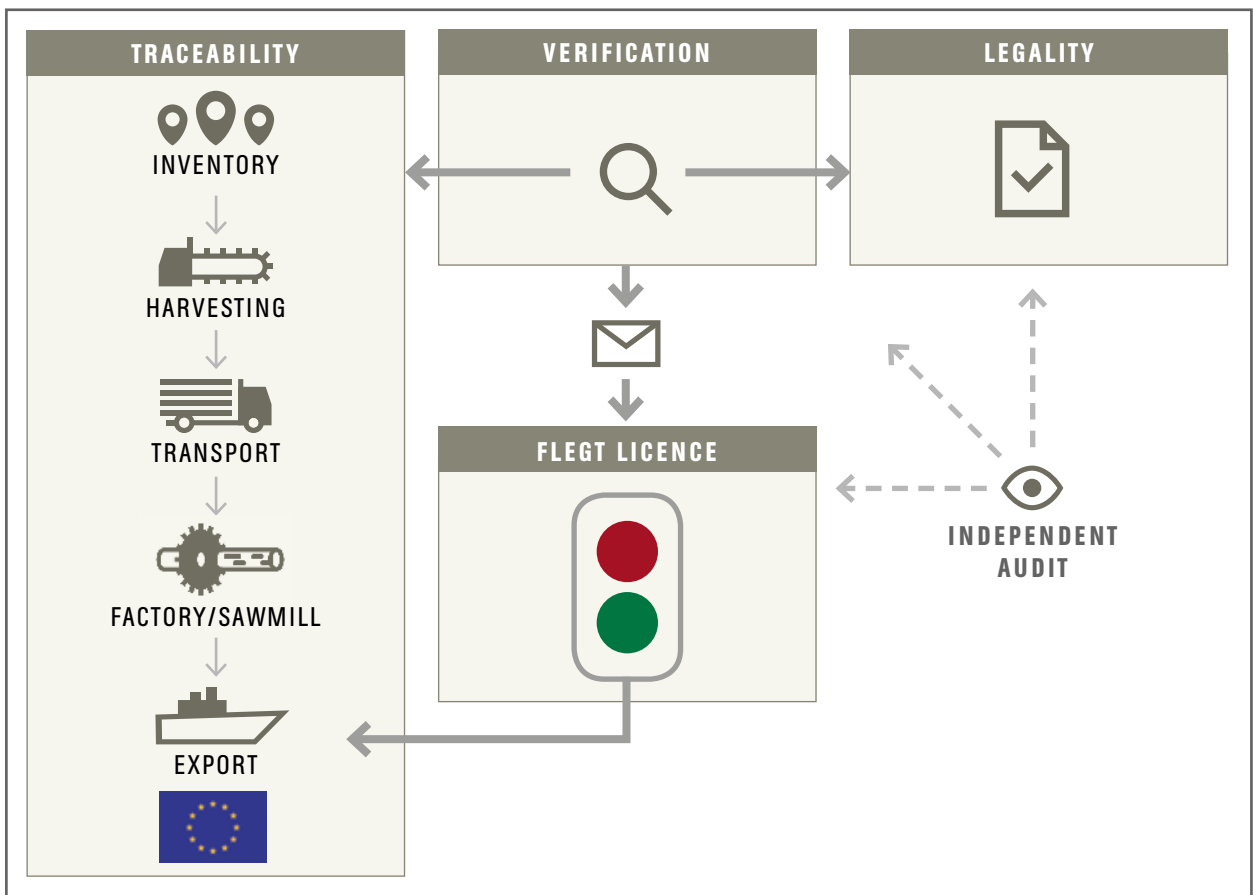 TRACEABILITY
INVENTORY
HARVESTING
TRANSPORT
FACTORY/SAWMILL
EXPORT
VERIFICATION
LEGALITY
FLEGT LICENCE
INDEPENDENT
AUDIT